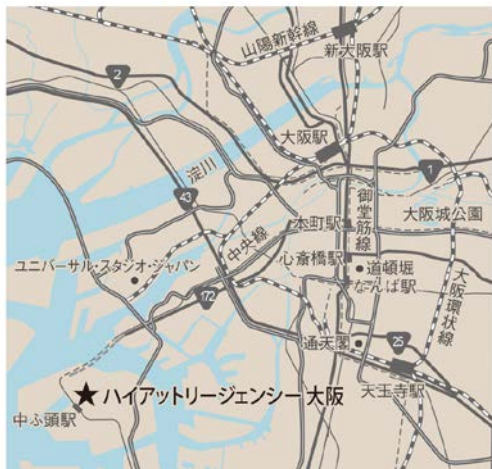 山陽新幹線
新大阪駅
2
大阪駅
淀川
1
43
御堂筋線
大阪城公園
本町駅
中央線
心斎橋駅
ユニバーサル・スタジオ・ジャパン
道頓堀
なんば駅
大阪環状線
172
通天閣
25
天王寺駅
★ハイアットリージェンシー 大阪
中ふ頭駅